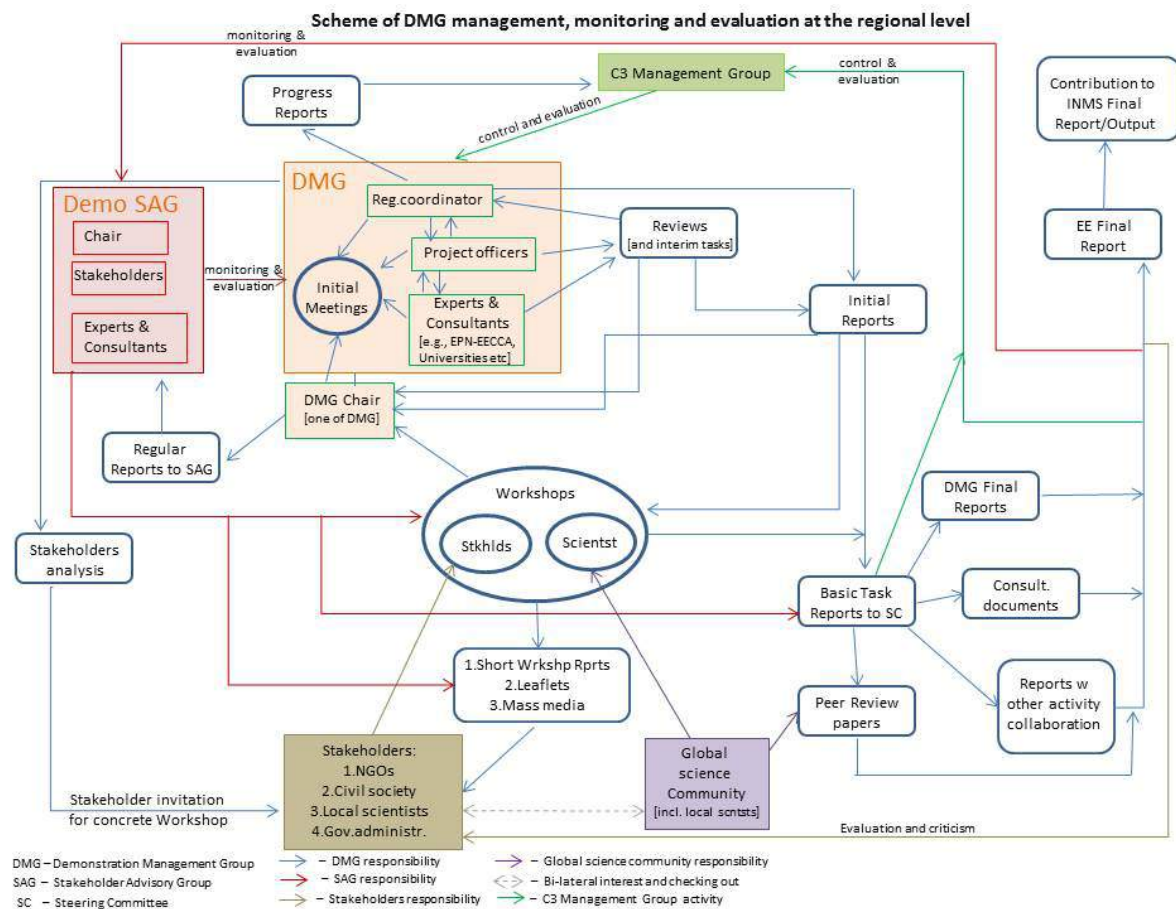 Scheme of DMG management, monitoring and evaluation at the regional level
monitoring &
evaluation
C3 Management Group
control &
evaluation
Progress
Reports
control and evaluation
Contribution to
INMS Final
Report/Output
DMG
Demo SAG
Chair
Stakeholders
Experts &
Consultants
monitoring &
evaluation
Reg.coordinator
Project officers
Initial
Meetings
Experts &
Consultants
[e.g., EPN-EECCA,
Universities etc]
Reviews
[and interim tasks]
EE Final
Report
Initial
Reports
DMG Chair
[one of DMG]
Regular
Reports to SAG
Workshops
Stkhlds
Scientst
DMG Final
Reports
Stakeholders
analysis
Basic Task
Reports to SC
Consult.
documents
1.Short Wrkshp Rprts
2.Leaflets
3.Mass media
Peer Review
papers
Reports w
other activity
collaboration
Stakeholders:
1.NGOs
2.Civil society
3.Local scientists
4.Gov.administr.
Global
science
Community
[incl. local scntsts]
Stakeholder invitation
for concrete Workshop
Evaluation and criticism
DMG – Demonstration Management Group
SAG – Stakeholder Advisory Group
SC – Steering Committee
– DMG responsibility
– SAG responsibility
– Stakeholders responsibility
– Global science community responsibility
– Bi-lateral interest and checking out
– C3 Management Group activity